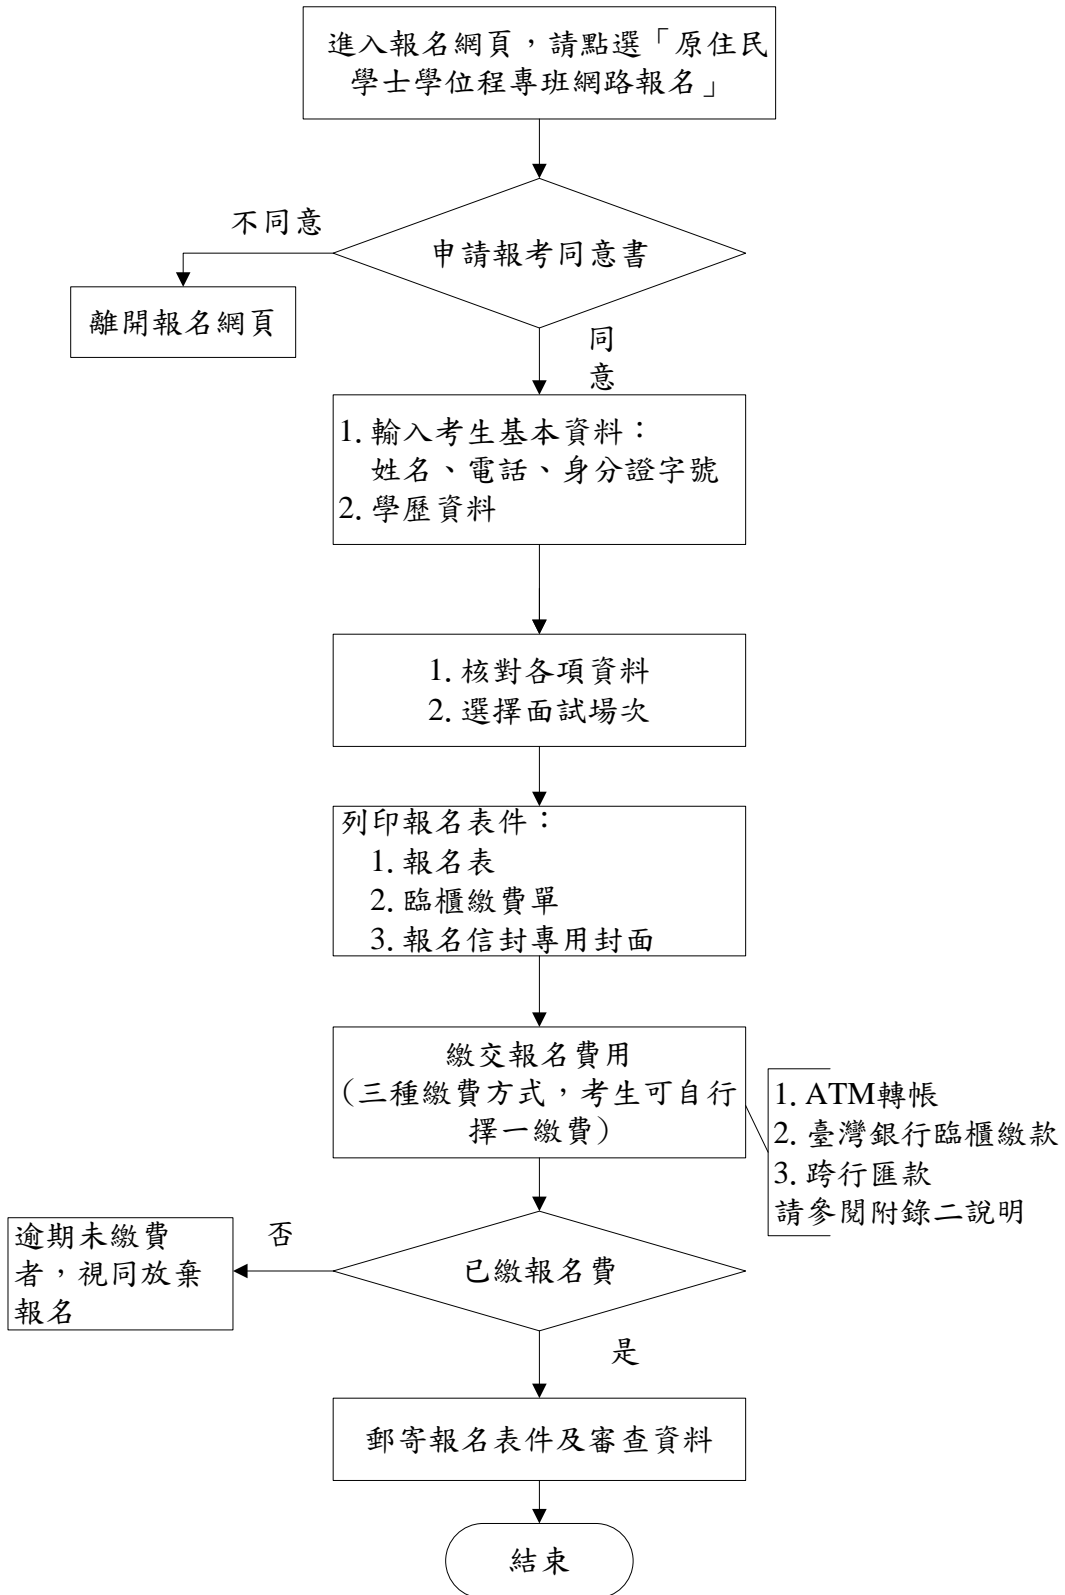 進入報名網頁，請點選「原住民
學士學位程專班網路報名」
申請報考同意書
不同意
離開報名網頁
同
意
1. 輸入考生基本資料：
姓名、電話、身分證字號
2. 學歷資料
1. 核對各項資料
2. 選擇面試場次
列印報名表件：
1. 報名表
2. 臨櫃繳費單
3. 報名信封專用封面
繳交報名費用
（三種繳費方式，考生可自行
擇一繳費）
1. ATM轉帳
2. 臺灣銀行臨櫃繳款
3. 跨行匯款
請參閱附錄二說明
已繳報名費
否
逾期未繳費
者，視同放棄
報名
是
郵寄報名表件及審查資料
結束